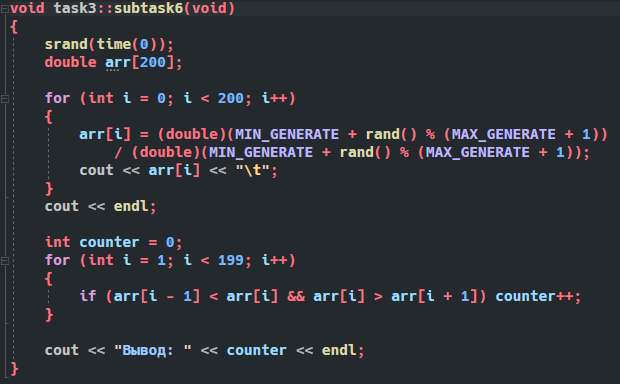 void task3::subtask6(void)
{
    srand(time(0));
    double arr[200];

    for (int i = 0; i < 200; i++)
    {
        arr[i] = (double)(MIN_GENERATE + rand() % (MAX_GENERATE + 1))
            / (double)(MIN_GENERATE + rand() % (MAX_GENERATE + 1));
        cout << arr[i] << "\t";
    }
    cout << endl;

    int counter = 0;
    for (int i = 1; i < 199; i++)
    {
        if (arr[i - 1] < arr[i] && arr[i] > arr[i + 1]) counter++;
    }

    cout << "Вывод: " << counter << endl;
}